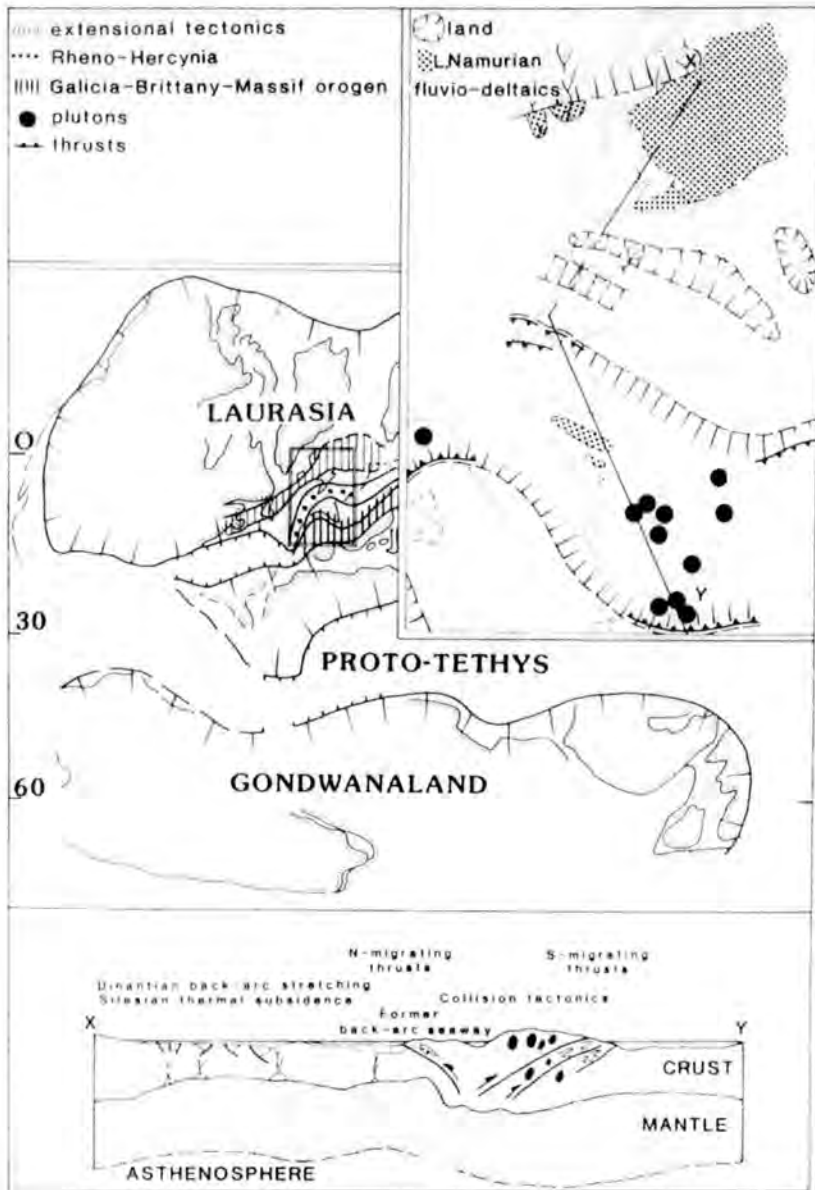 extensional tectonics
Rheno-Hercynia
Galicia-Brittany-Massif orogen
plutons
thrusts
land
L.Namurian
fluvio-deltaics
X
Y
LAURASIA
0
30
PROTO-TETHYS
GONDWANALAND
60
N-migrating
thrusts
S-migrating
thrusts
Dinantian back-arc stretching
Silesian thermal subsidence
Collision tectonics
Former
back-arc seaway
X
Y
CRUST
MANTLE
ASTHENOSPHERE